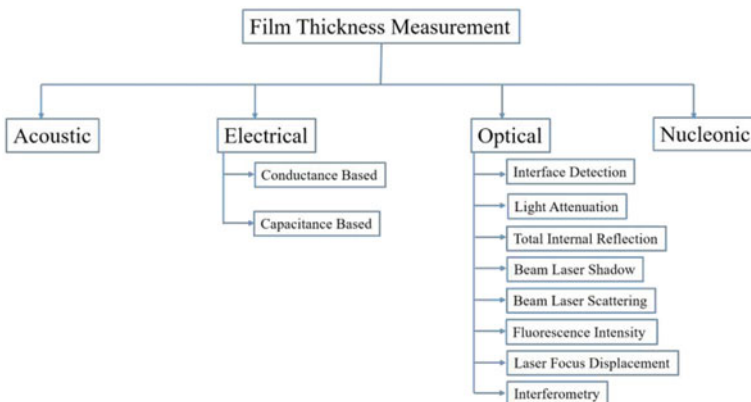 Film Thickness Measurement
Acoustic
Electrical
Optical
Nucleonic
Conductance Based
Capacitance Based
Interface Detection
Light Attenuation
Total Internal Reflection
Beam Laser Shadow
Beam Laser Scattering
Fluorescence Intensity
Laser Focus Displacement
Interferometry